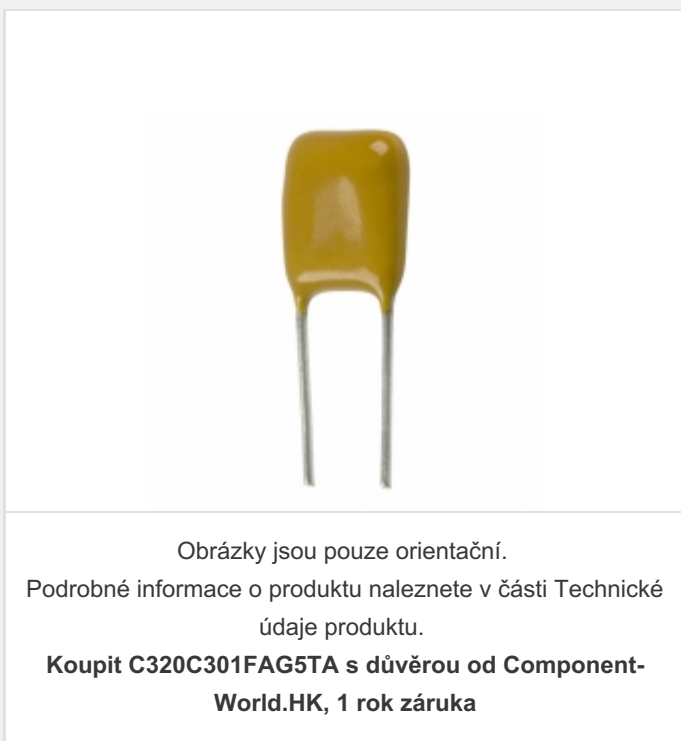 Obrázky jsou pouze orientační.
Podrobné informace o produktu naleznete v části Technické
údaje produktu.
Koupit C320C301FAG5TA s důvěrou od Component-
World.HK, 1 rok záruka